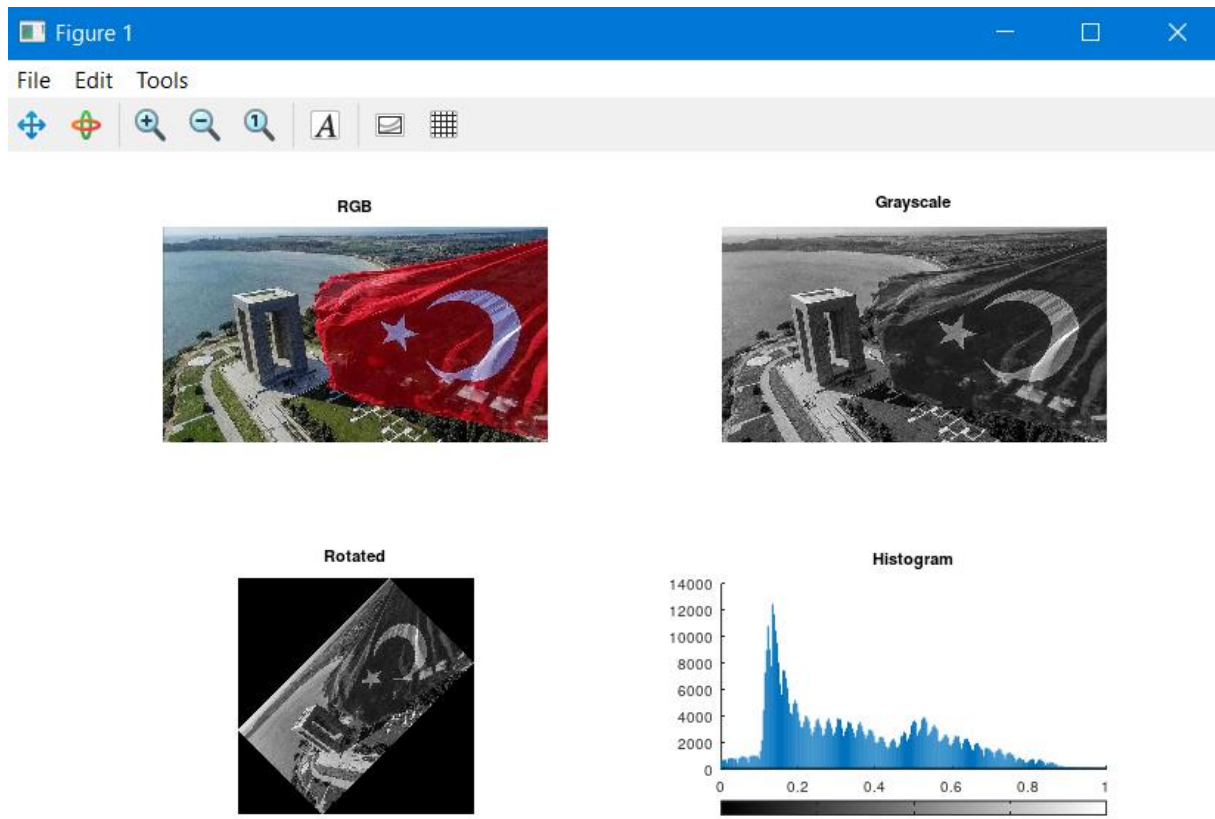 Figure 1
File Edit Tools
1 A
RGB
Grayscale
Rotated
Histogram
14000
12000
10000
8000
6000
4000
2000
0
0 0.2 0.4 0.6 0.8 1